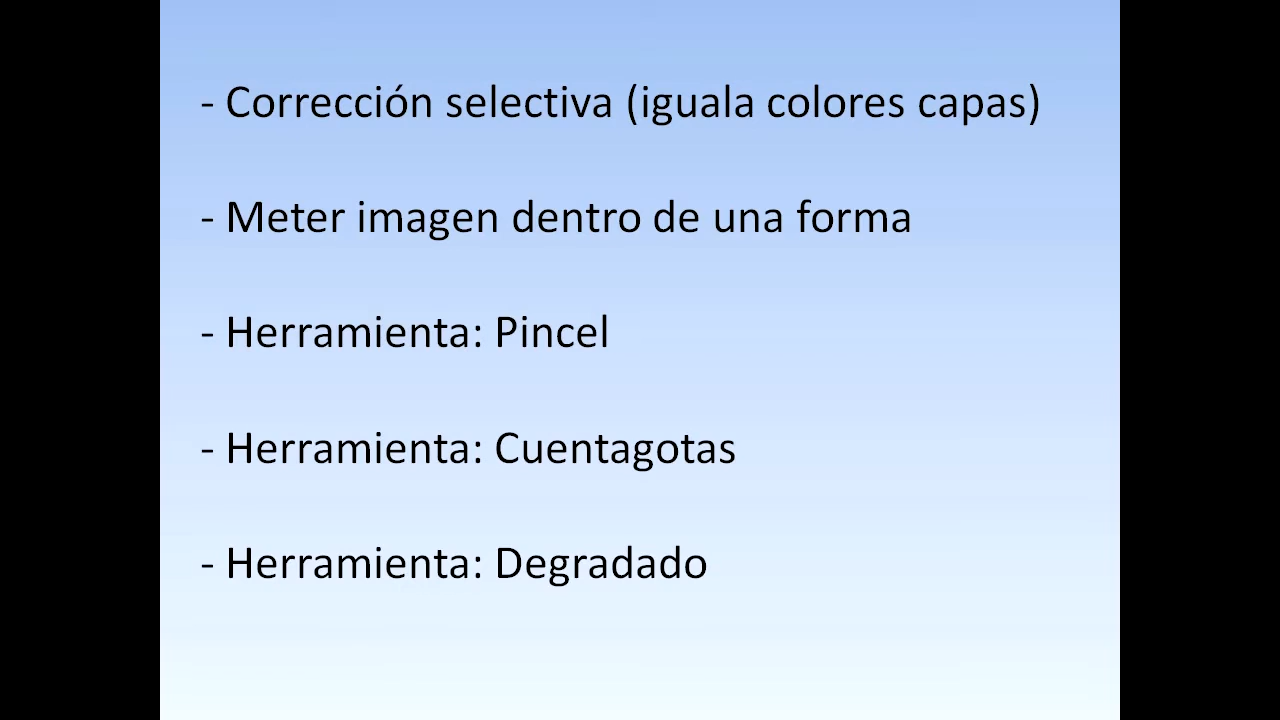 - Corrección selectiva (iguala colores capas)
- Meter imagen dentro de una forma
- Herramienta: Pincel
- Herramienta: Cuentagotas
- Herramienta: Degradado